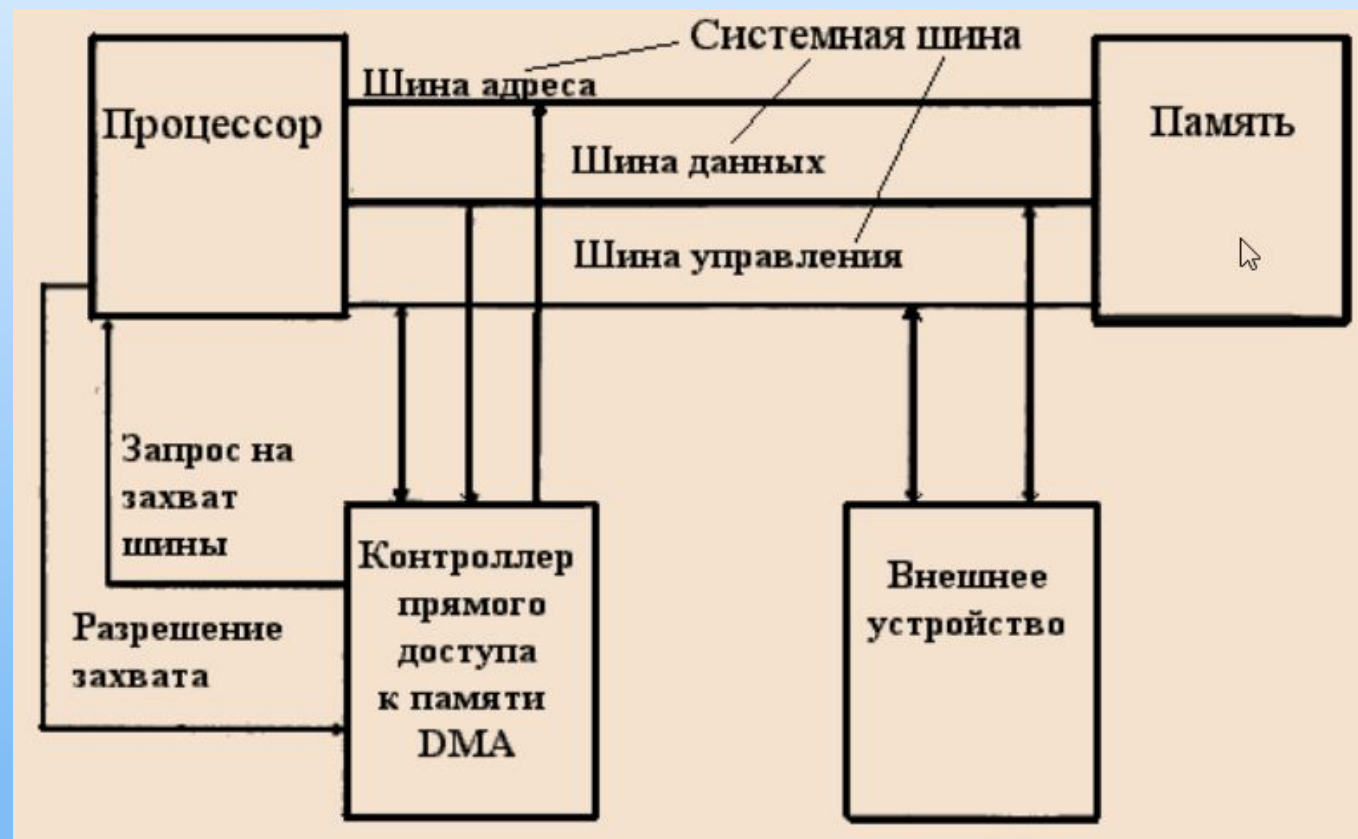 Системная шина
Шина адреса
Процессор
Память
Шина данных
Шина управления
Запрос на
захват
шины
Разрешение
захвата
Контроллер
прямого
доступа
к памяти
DMA
Внешнее
устройство